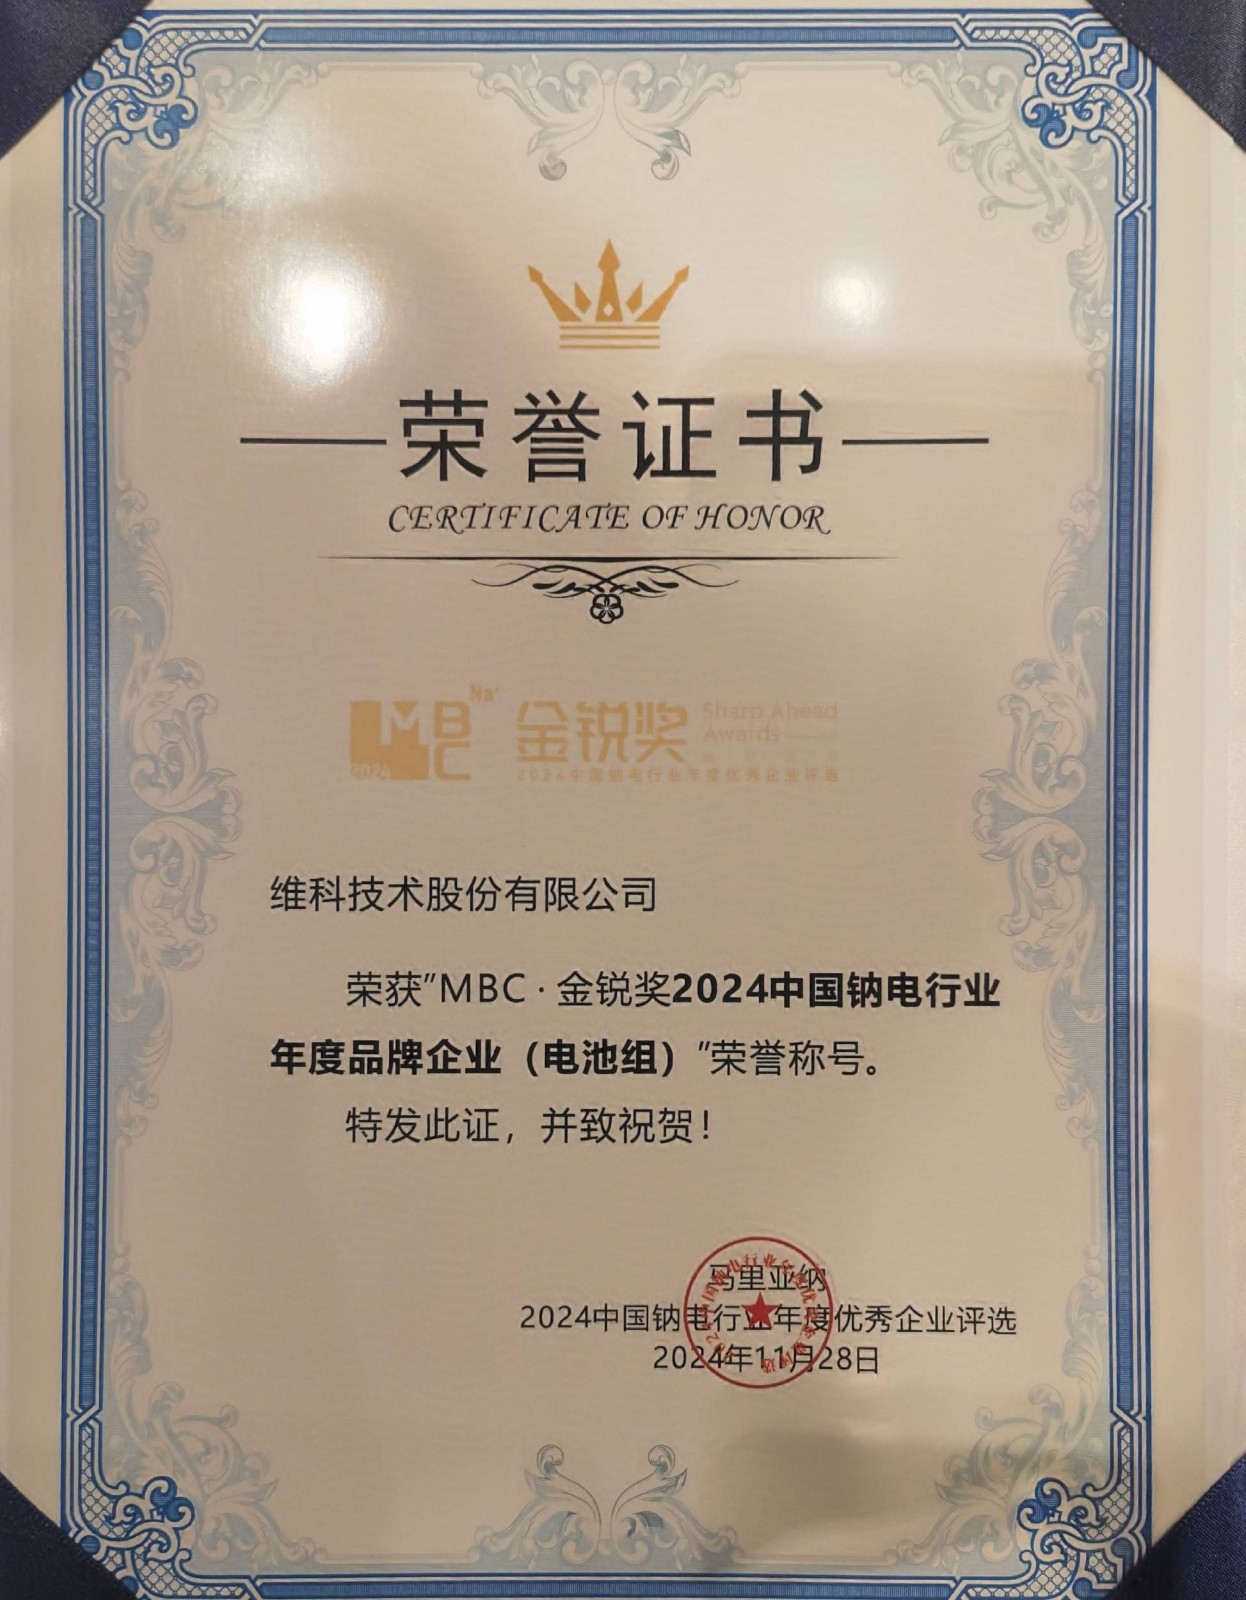 荣誉证书
CERTIFICATE OF HONOR
MBC Na+
2024
金锐奖 Sharp Ahead
Awards
2024中国钠电行业年度优秀企业评选
维科技术股份有限公司
荣获”MBC·金锐奖2024中国钠电行业
年度品牌企业（电池组）”荣誉称号。
特发此证，并致祝贺！
马里亚纳
2024中国钠电行业年度优秀企业评选
2024年11月28日